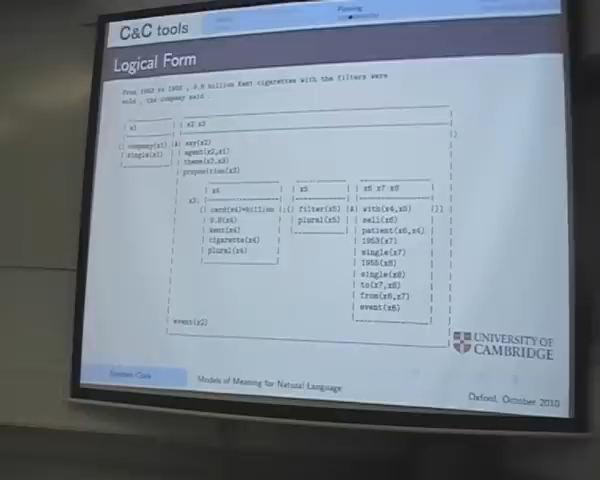 Parsing
C&C tools
Logical Form
From 1953 to 1955 , 9.8 billion Kent cigarettes with the filters were
sold , the company said .
x1 | x2 x3
company(x1) |A| say(x2)
single(x1) | agent(x2,x1)
theme(x2,x3)
proposition(x3)
x4 | x5 | x6 x7 x8
x3:
card(x4)=billion |;( | filter(x5) |A| with(x4,x5)
9.8(x4) | plural(x5) | sell(x6)
kent(x4) | patient(x6,x4)
cigarette(x4) | 1953(x7)
plural(x4) | single(x7)
1955(x8)
single(x8)
to(x7,x8)
from(x6,x7)
event(x6)
event(x2)
UNIVERSITY OF
CAMBRIDGE
Stephen Clark
Models of Meaning for Natural Language
Oxford, October 2010